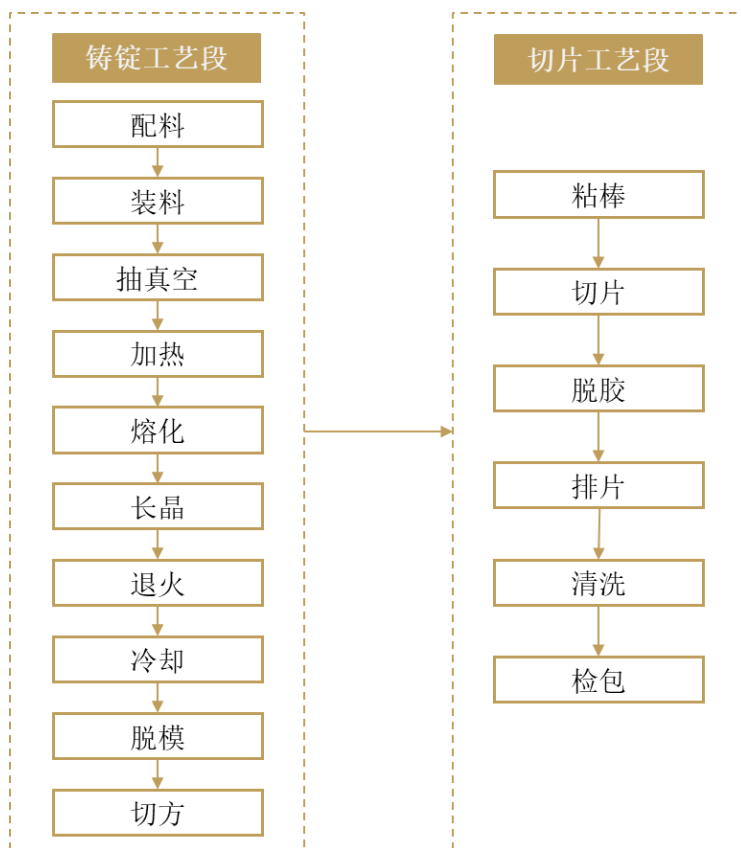 铸锭工艺段
配料
装料
抽真空
加热
熔化
长晶
退火
冷却
脱模
切方
切片工艺段
粘棒
切片
脱胶
排片
清洗
检包